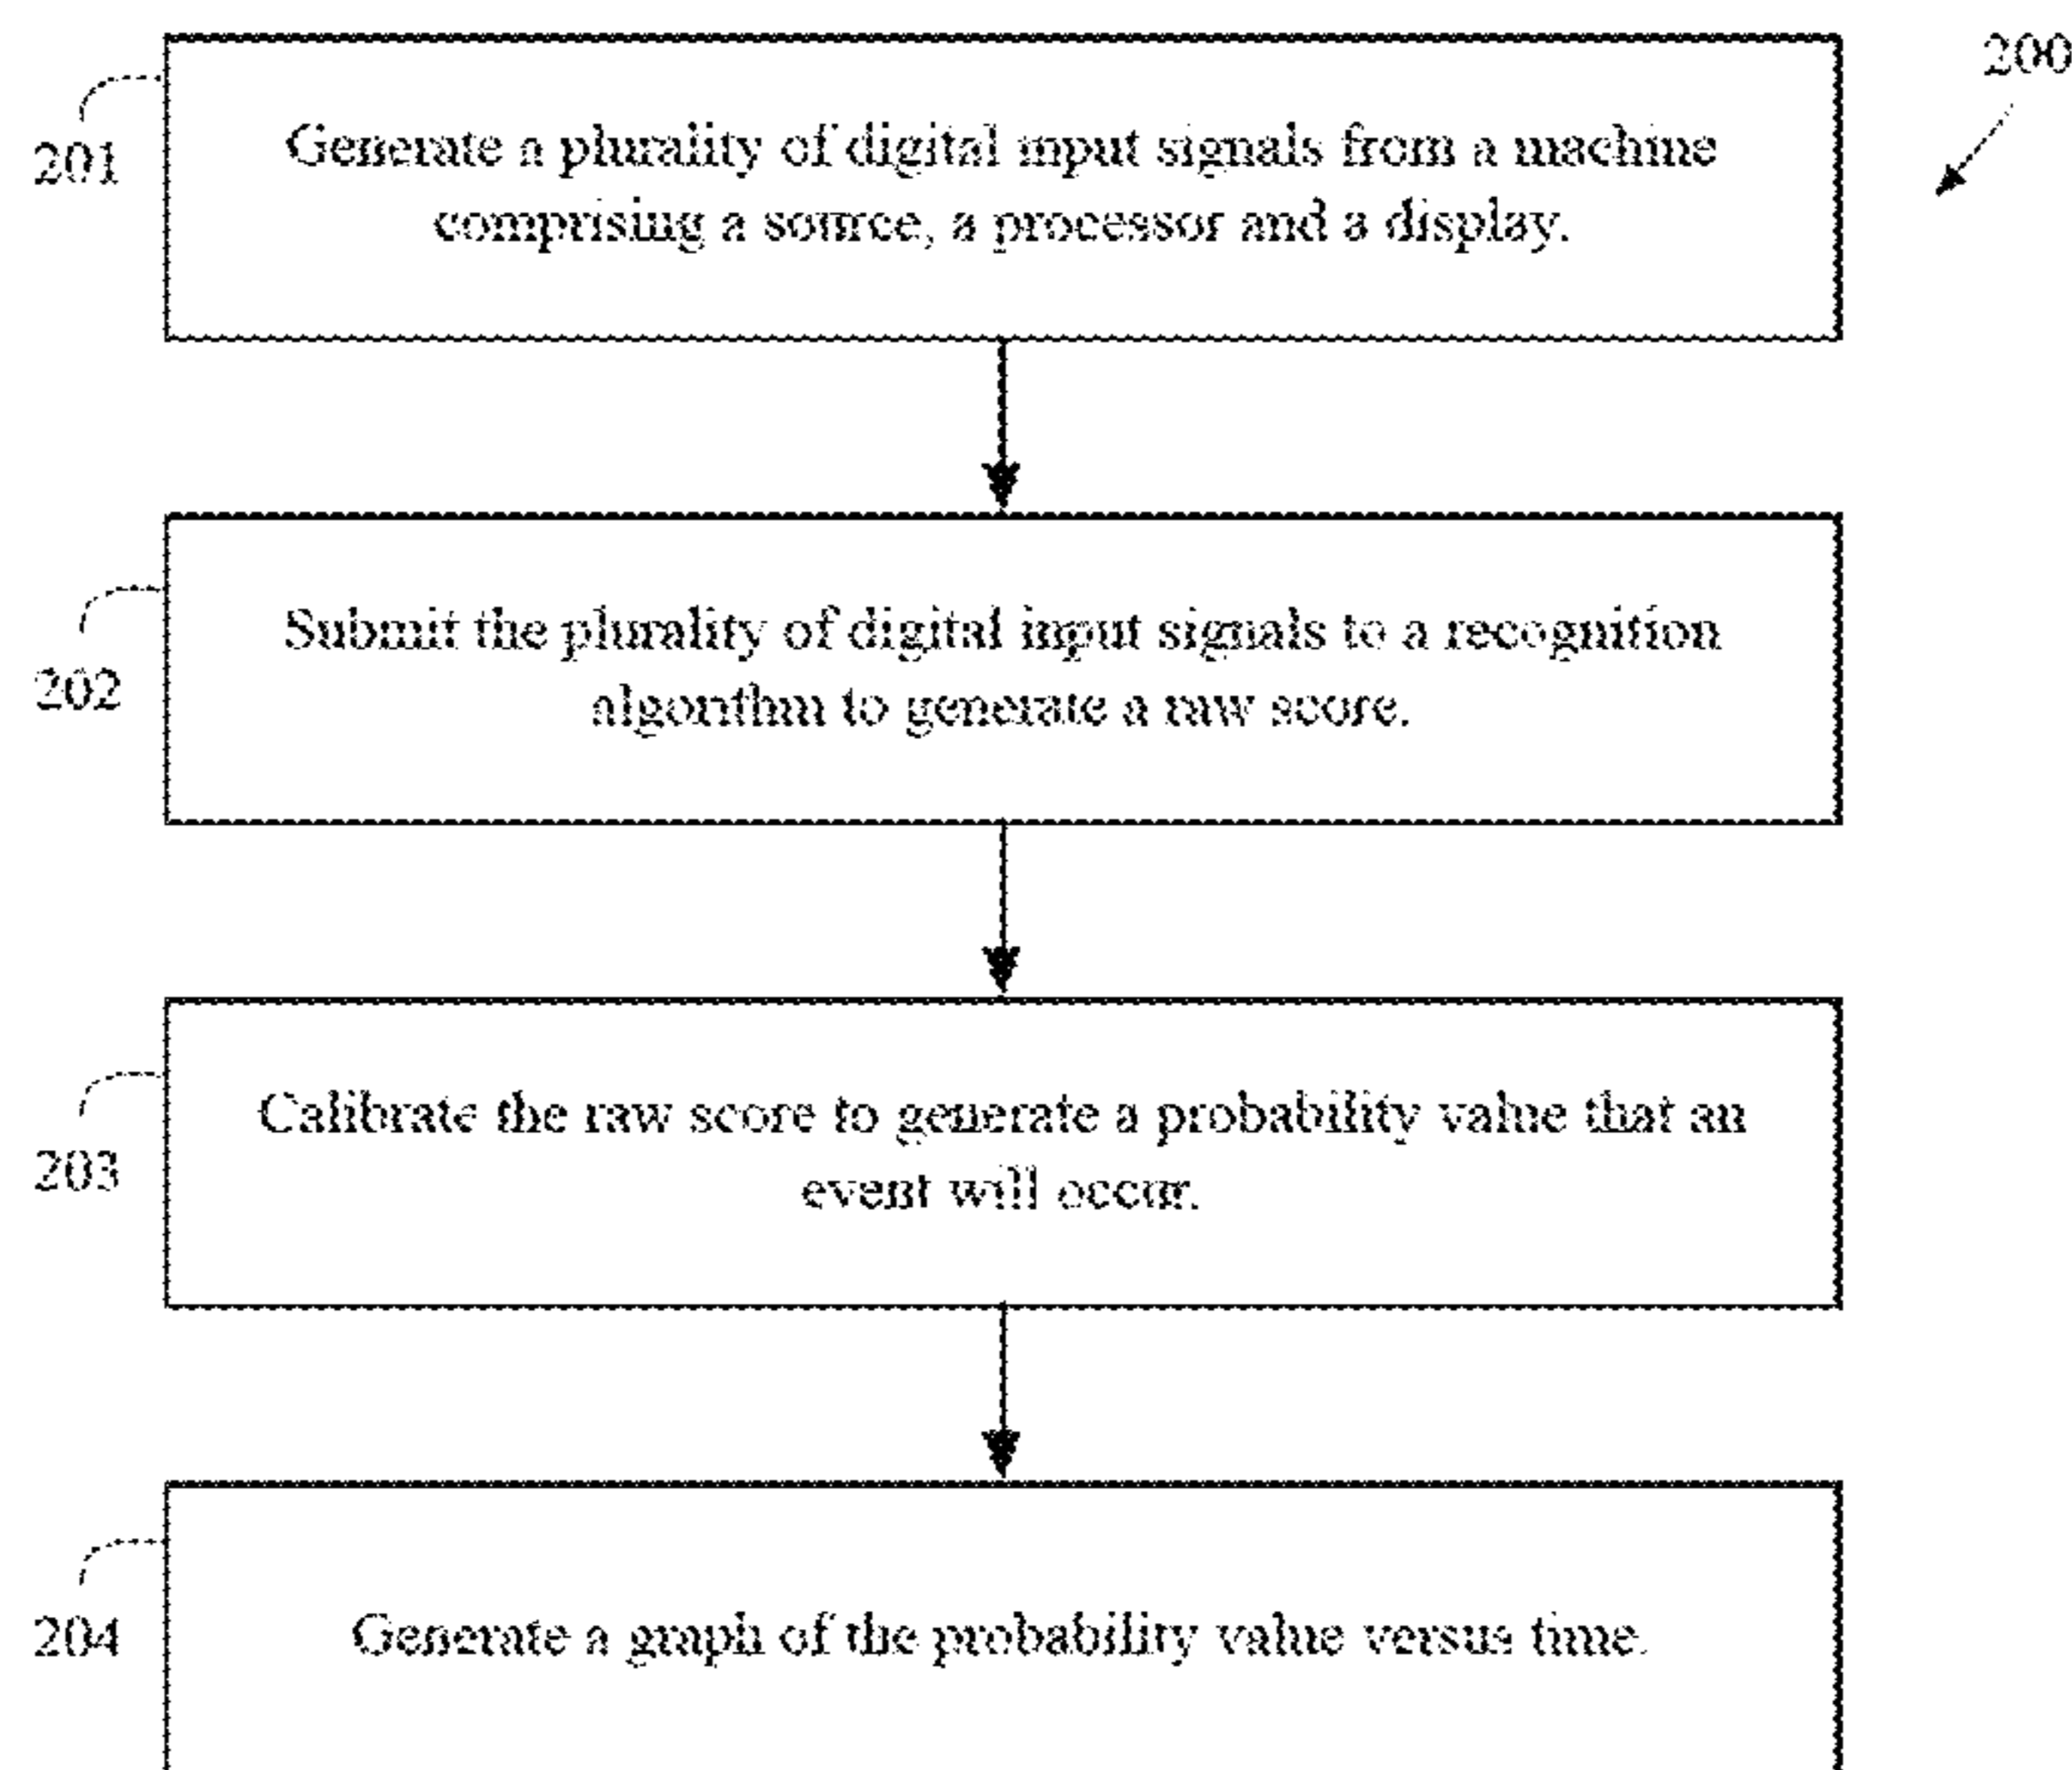 200
201
Generate a plurality of digital input signals from a machine
comprising a source, a processor and a display.
202
Submit the plurality of digital input signals to a recognition
algorithm to generate a raw score.
203
Calibrate the raw score to generate a probability value that an
event will occur.
204
Generate a graph of the probability value versus time.